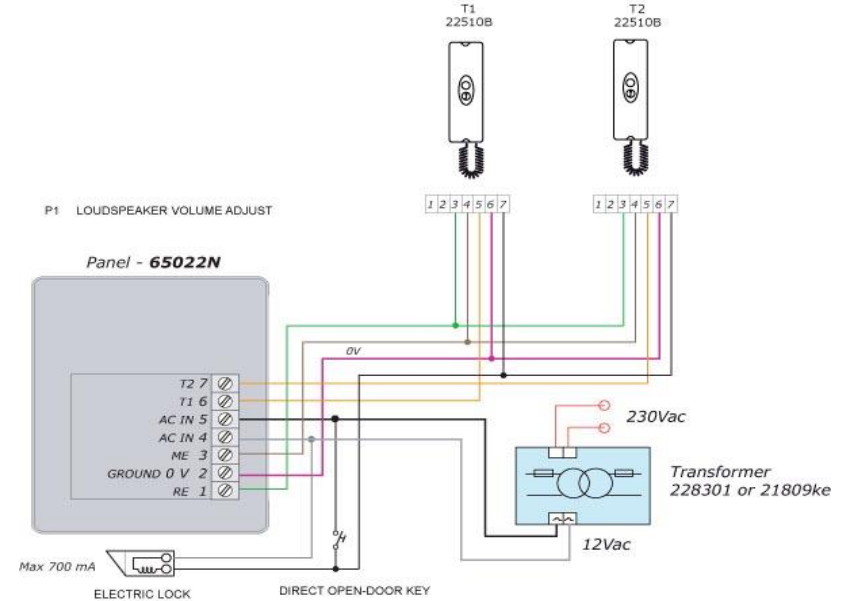 T1
22510B
T2
22510B
1 2 3 4 5 6 7
1 2 3 4 5 6 7
P1 LOUDSPEAKER VOLUME ADJUST
Panel - 65022N
0V
T2 7
T1 6
AC IN 5
AC IN 4
ME 3
GROUND 0 V 2
RE 1
230Vac
Transformer
228301 or 21809ke
12Vac
Max 700 mA
ELECTRIC LOCK
DIRECT OPEN-DOOR KEY